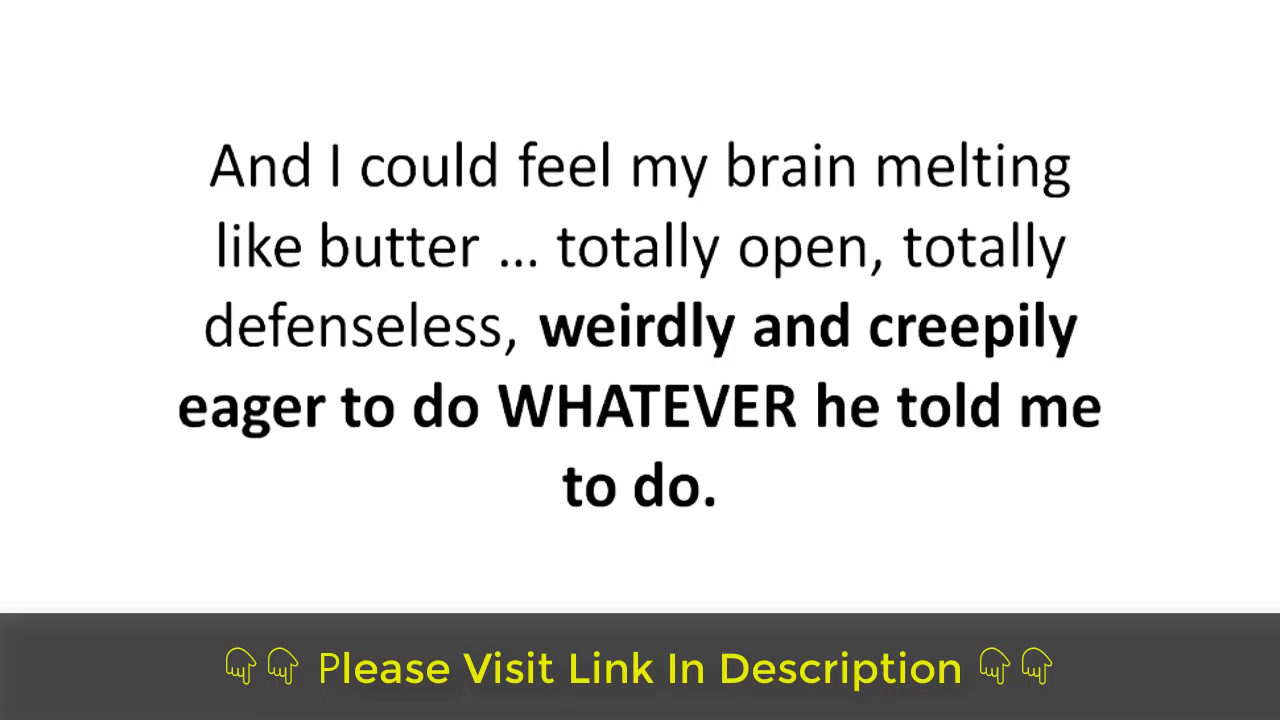 And I could feel my brain melting
like butter ... totally open, totally
defenseless, weirdly and creepily
eager to do WHATEVER he told me
to do.
👇👇 Please Visit Link In Description 👇👇